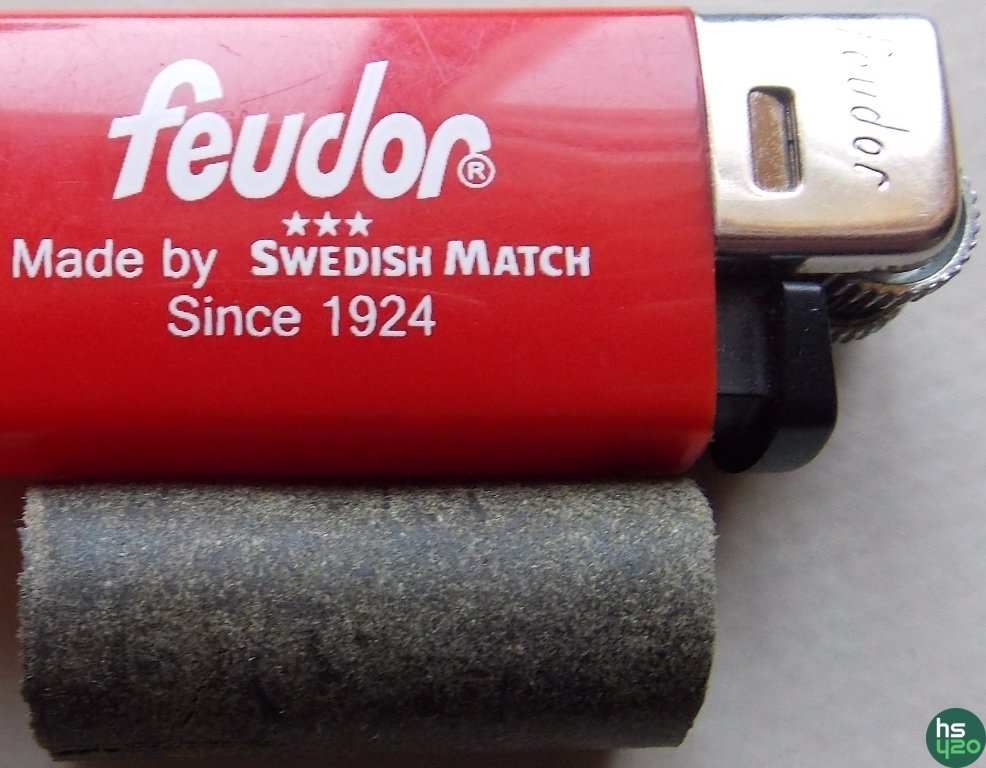 feudor®
★★★
Made by SWEDISH MATCH
Since 1924
feudor
hs
420